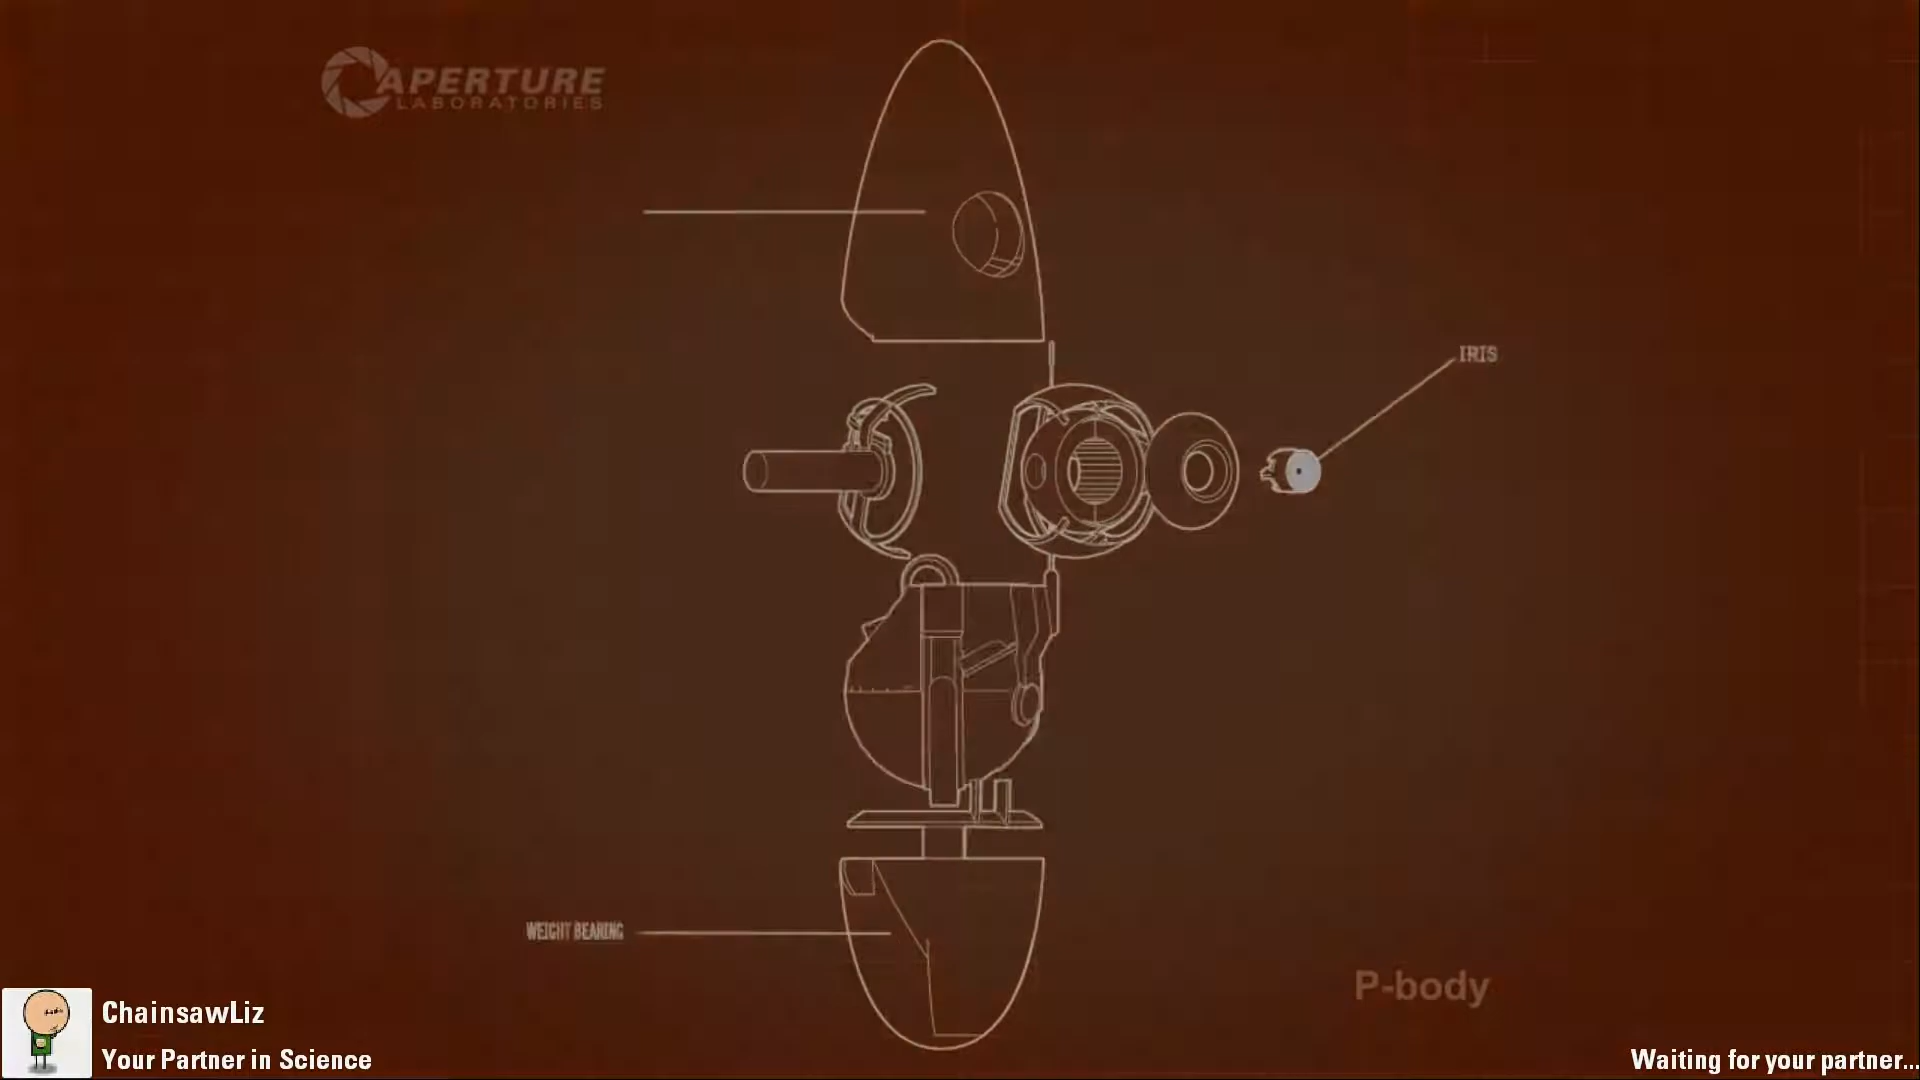 APERTURE
LABORATORIES
IRIS
WEIGHT BEARING
P-body
ChainsawLiz
Your Partner in Science
Waiting for your partner...